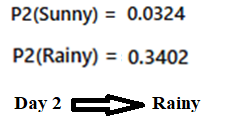 P2(Sunny) = 0.0324
P2(Rainy) = 0.3402
Day 2 Rainy